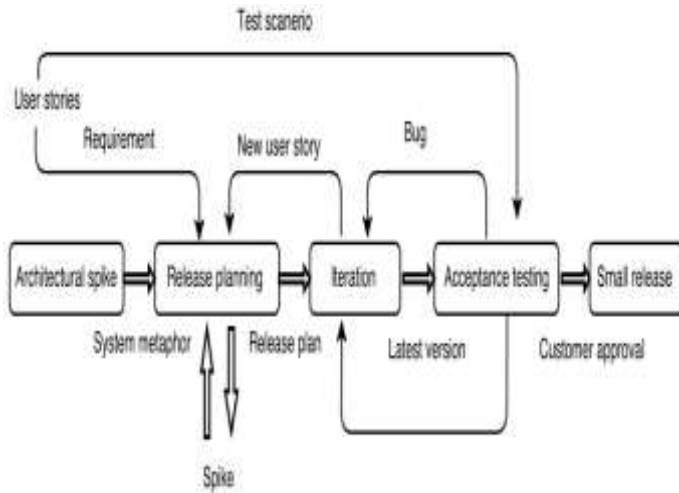 Test scanerio
User stories
Requirement
New user story
Bug
Architectural spike
Release planning
Iteration
Acceptance testing
Small release
System metaphor
Release plan
Latest version
Customer approval
Spike